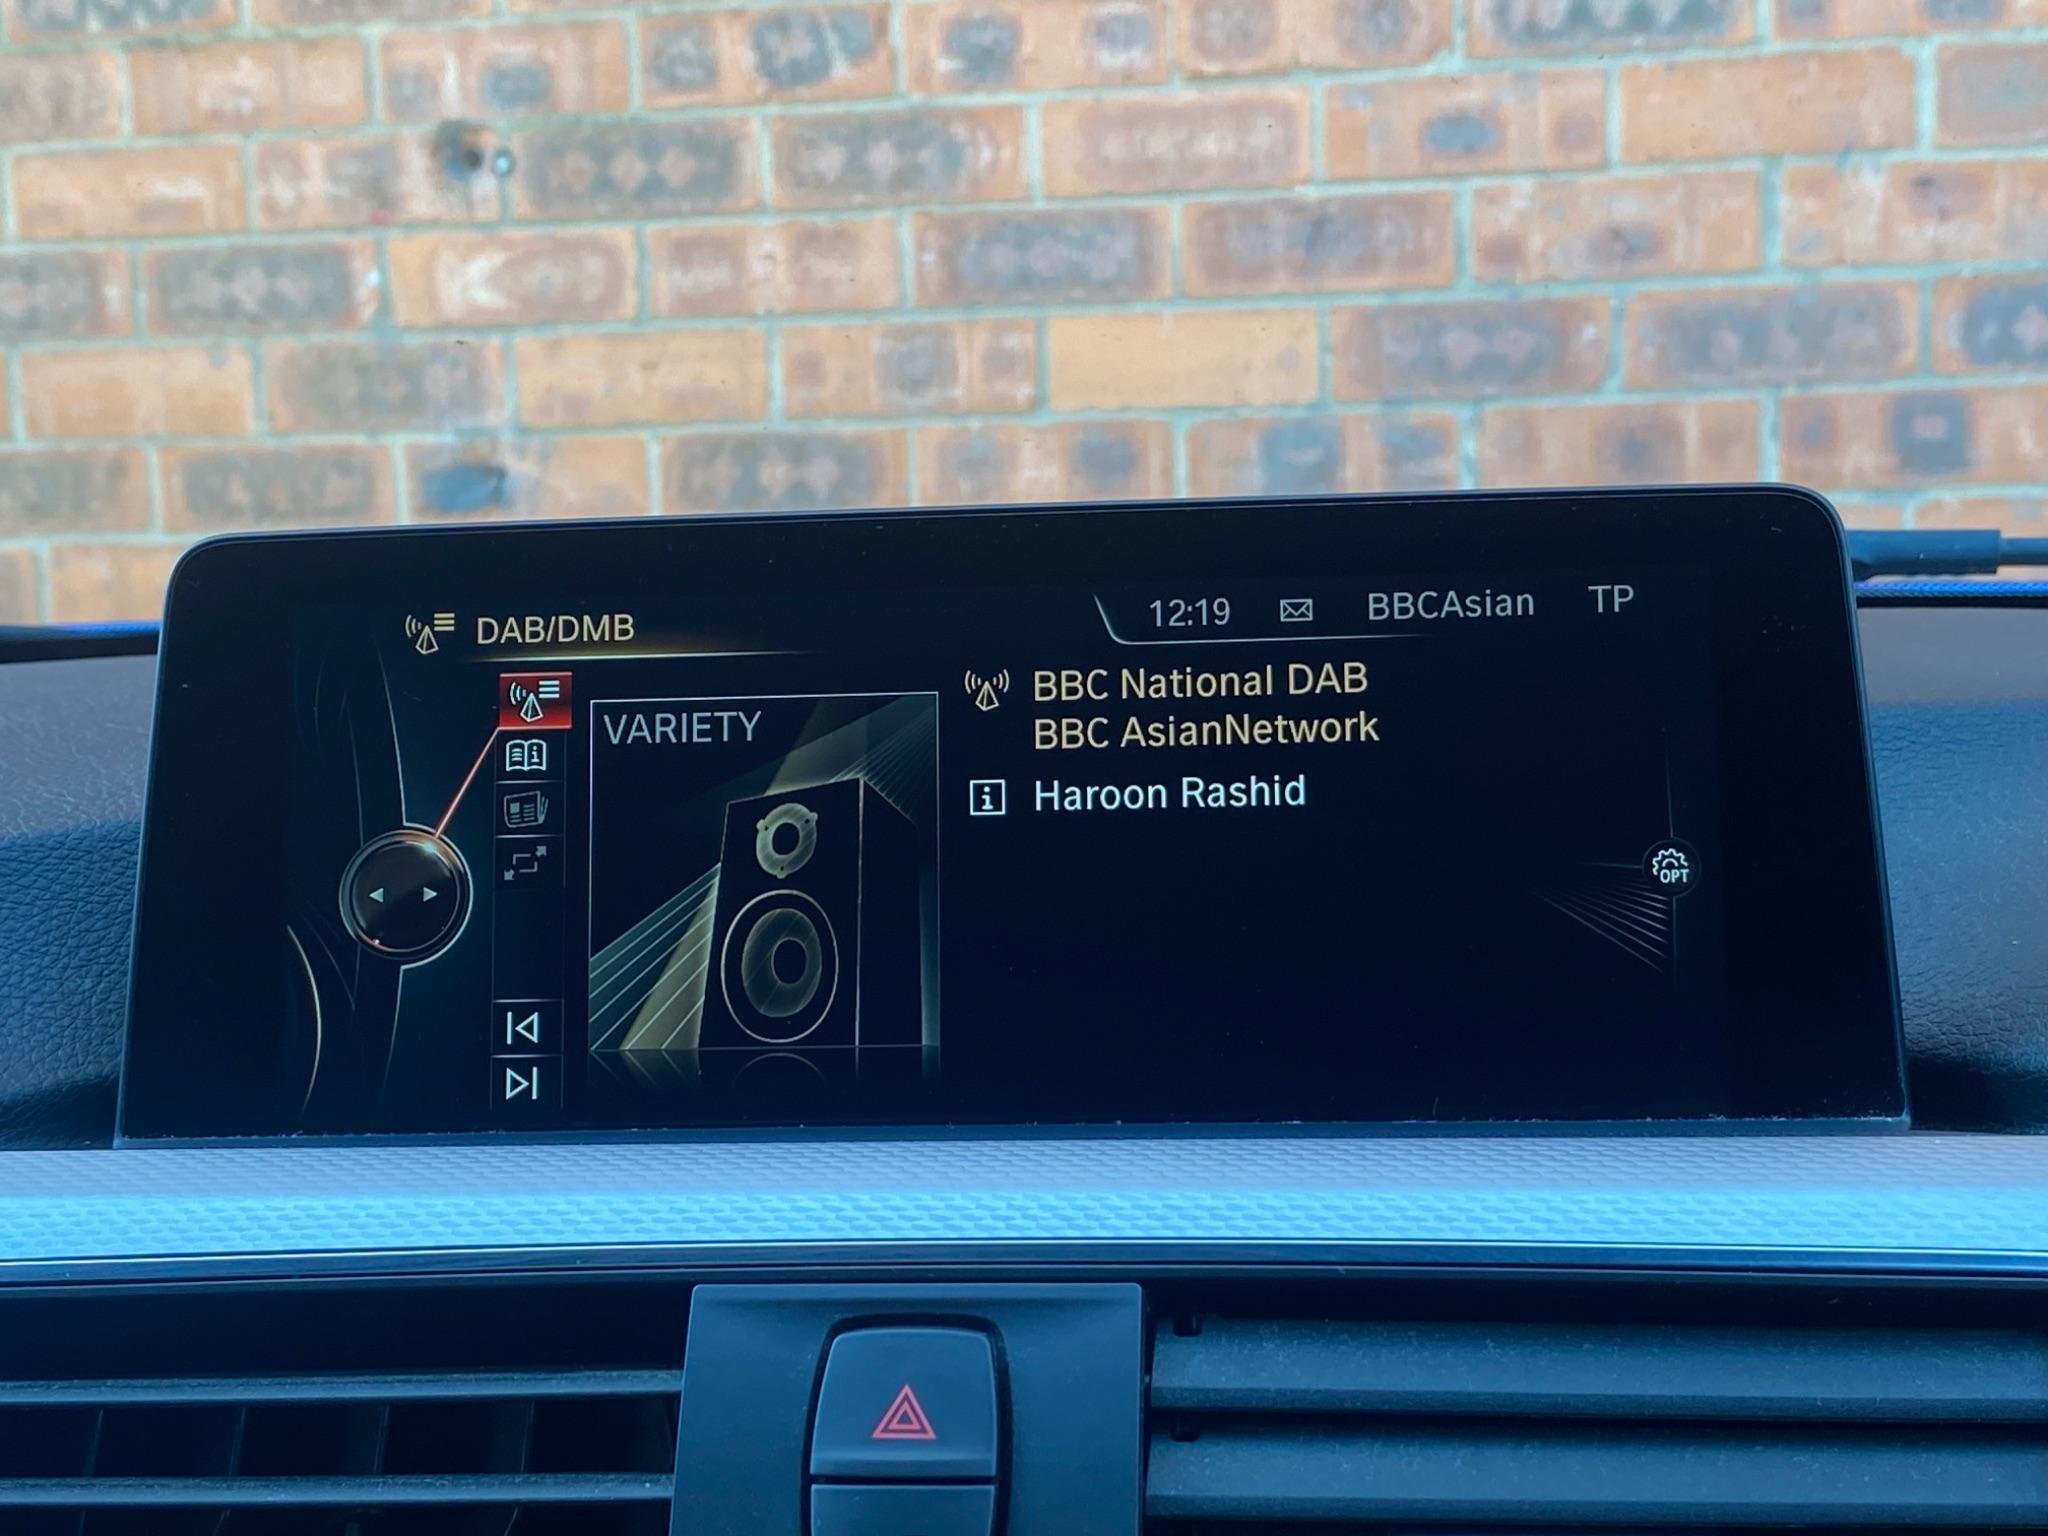 DAB/DMB
12:19 BBCAsian TP
VARIETY
BBC National DAB
BBC AsianNetwork
Haroon Rashid
OPT